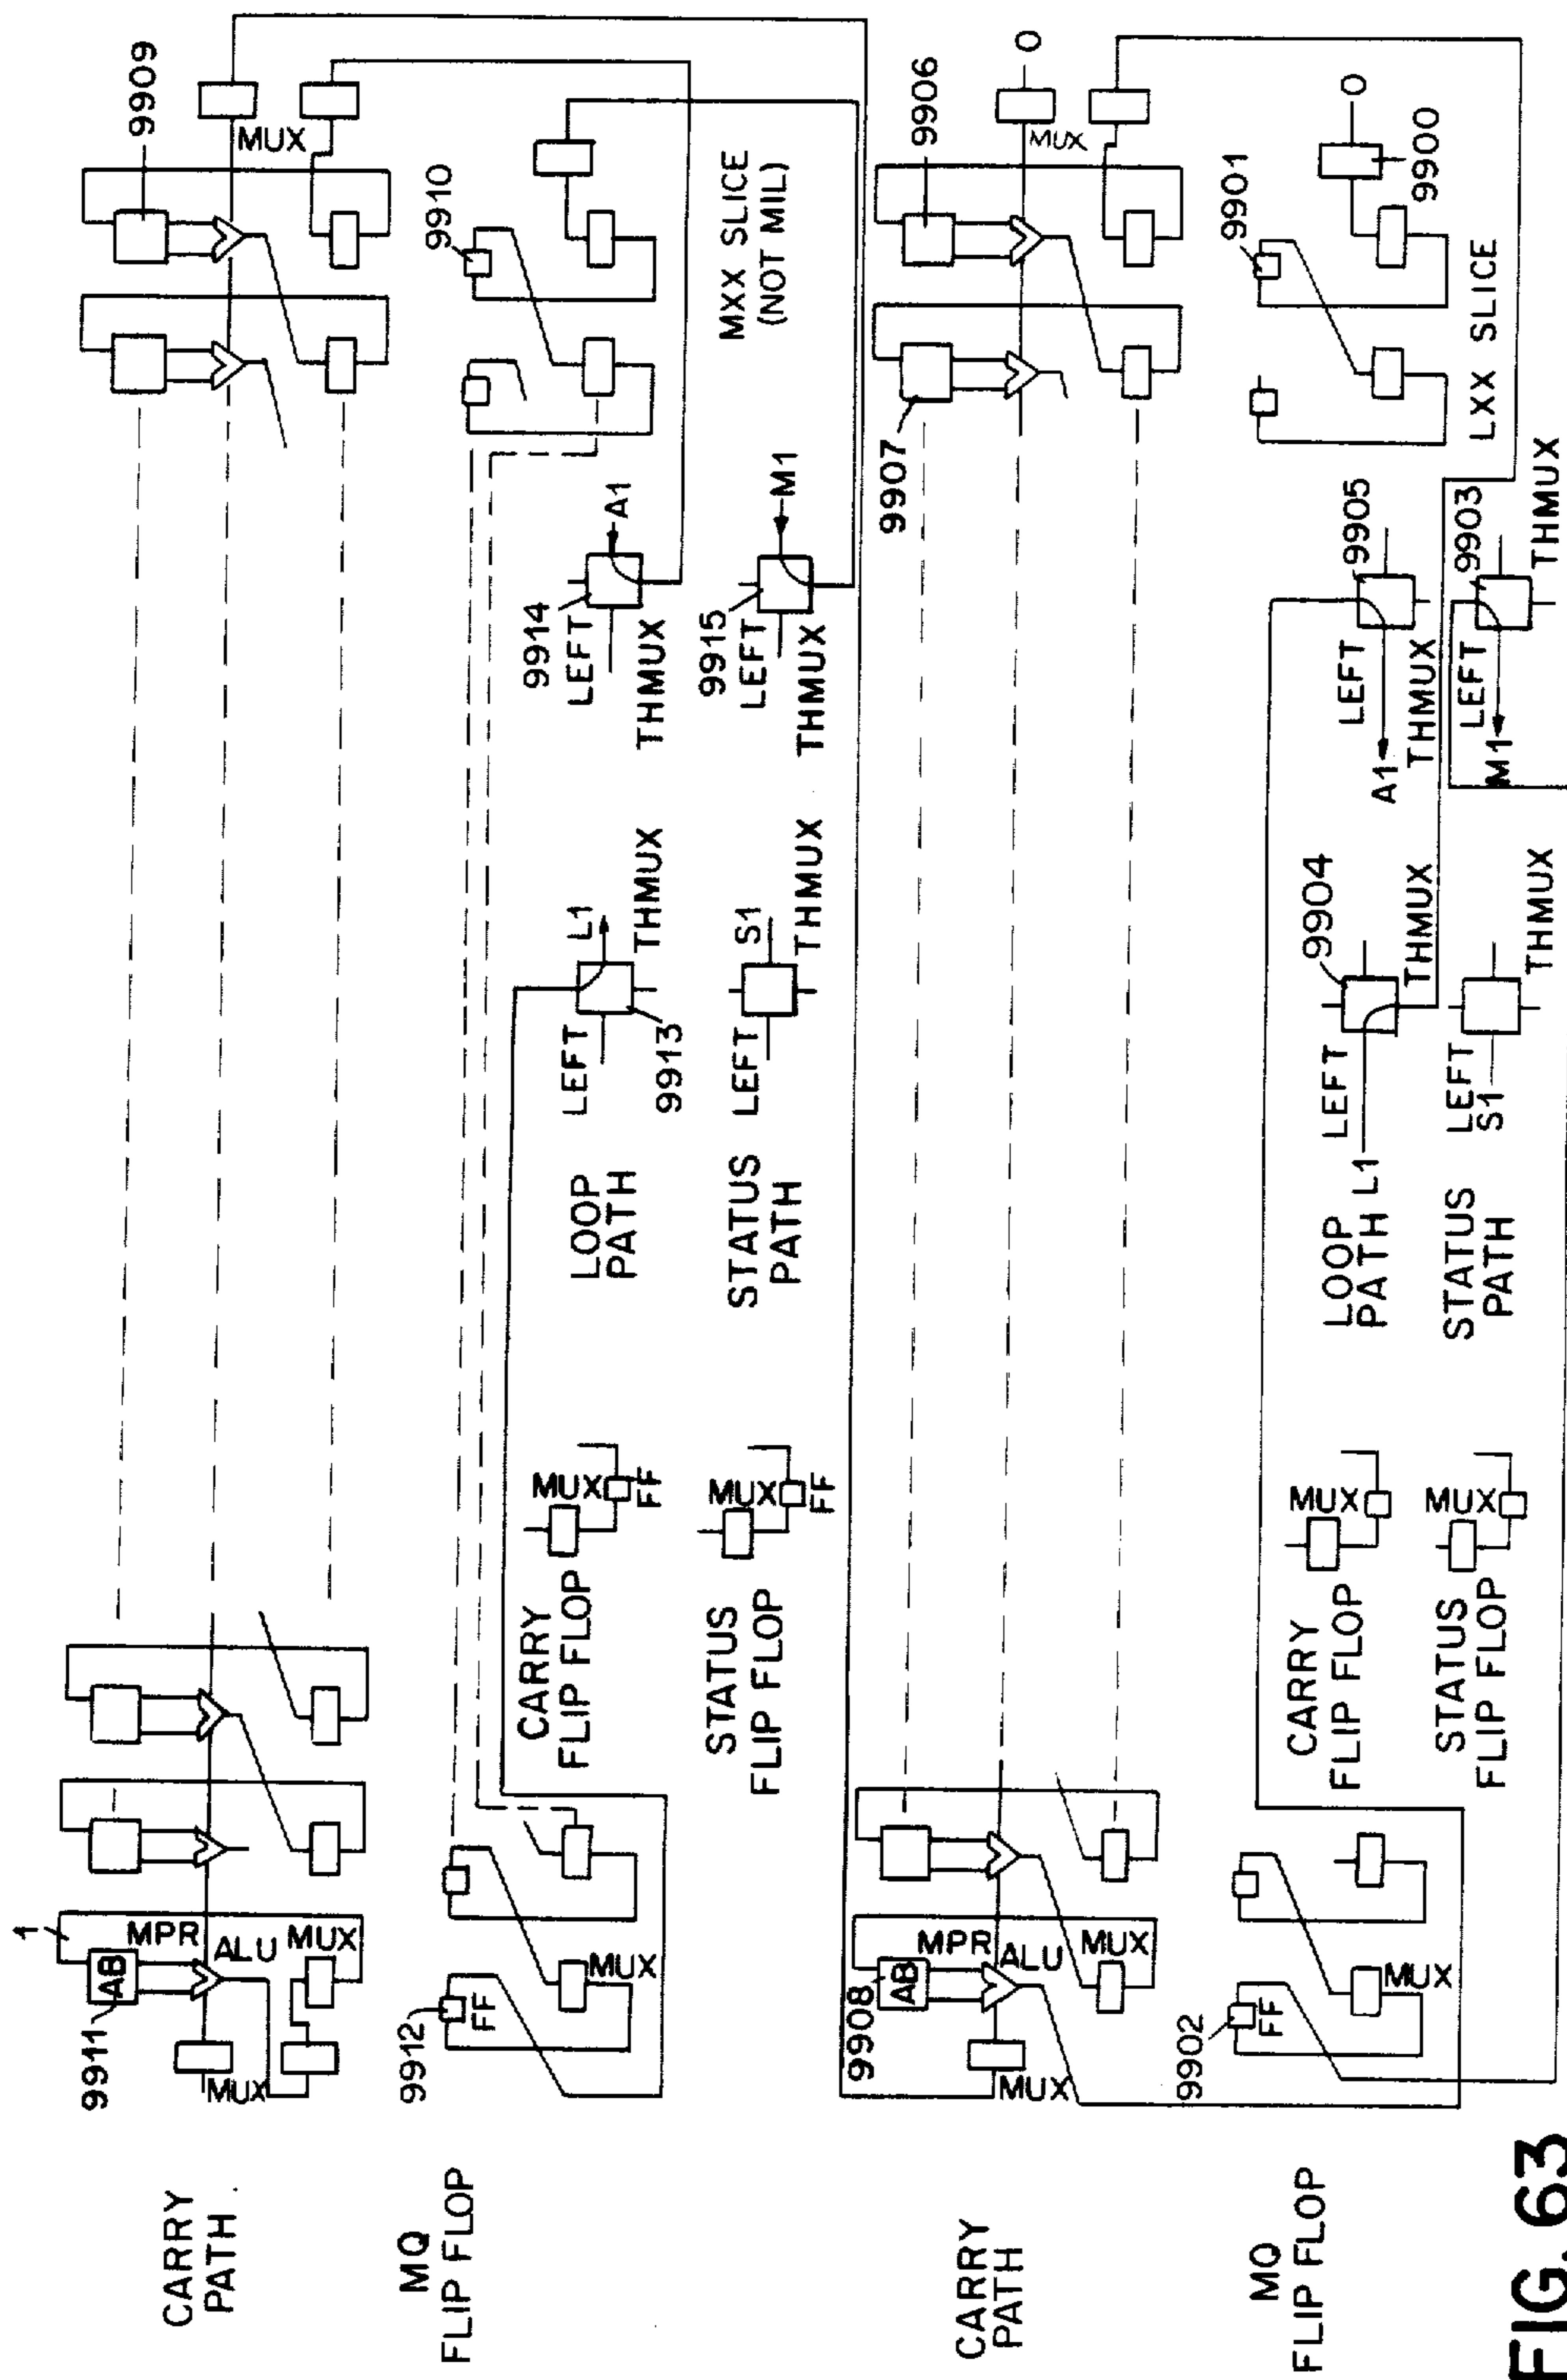 CARRY
PATH
1
9911
AB
MPR
ALU
MUX
MUX
MUX
9909
MQ
FLIP FLOP
9912
FF
MUX
9910
CARRY
FLIP FLOP
MUX
FF
LOOP
PATH
LEFT
L1
THMUX
9913
9914
LEFT
A1
THMUX
MXX SLICE
(NOT MIL)
STATUS
FLIP FLOP
MUX
FF
STATUS
PATH
LEFT
S1
THMUX
9915
LEFT
M1
THMUX
CARRY
PATH
9908
AB
MPR
ALU
MUX
MUX
9907
9906
MUX
0
MQ
FLIP FLOP
9902
FF
MUX
9901
0
9900
LXX SLICE
CARRY
FLIP FLOP
MUX
LOOP
PATH
L1
LEFT
9904
THMUX
LEFT
A1
9905
THMUX
STATUS
FLIP FLOP
MUX
STATUS
PATH
LEFT
S1
THMUX
LEFT
M1
9903
THMUX
FIG. 63